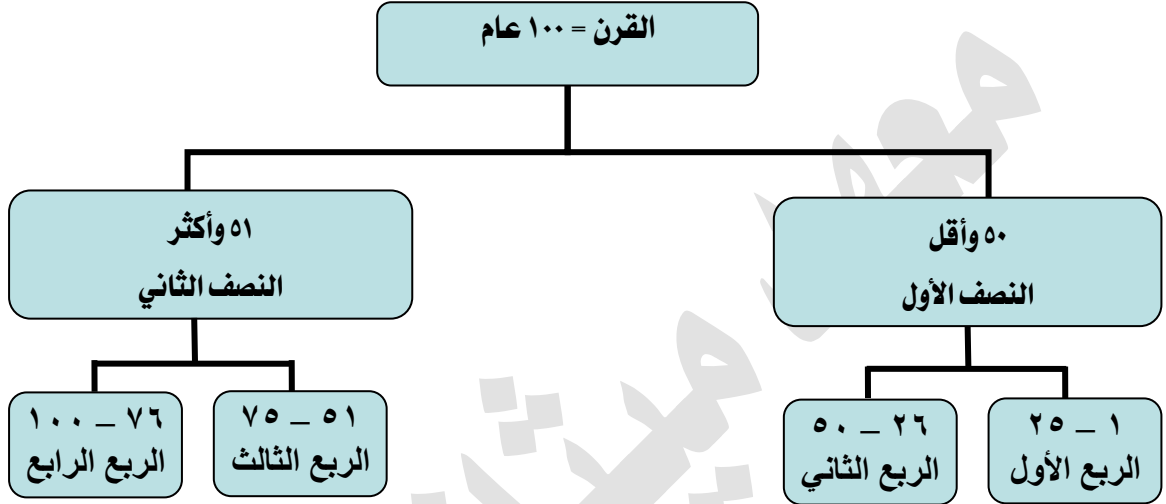 القرن = ١٠٠ عام
٥٠ وأقل
النصف الأول
٥١ وأكثر
النصف الثاني
١ – ٢٥
الربع الأول
٢٦ – ٥٠
الربع الثاني
٥١ – ٧٥
الربع الثالث
٧٦ – ١٠٠
الربع الرابع